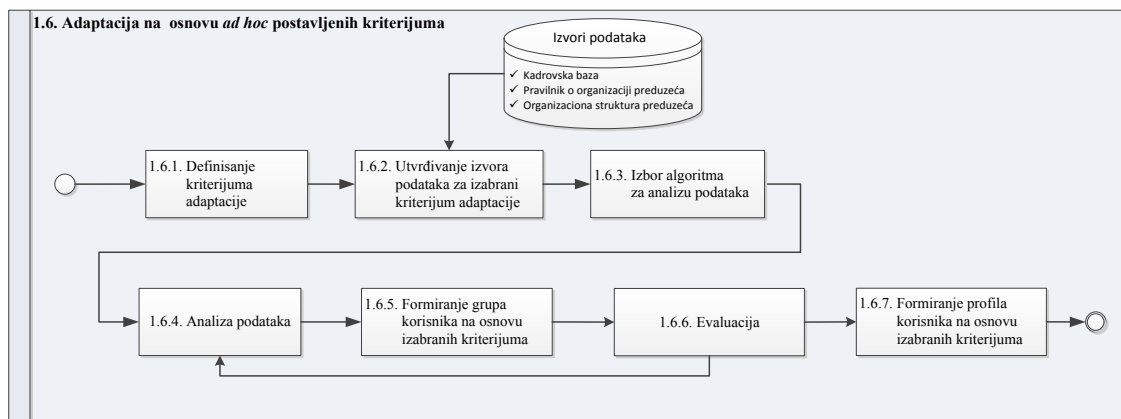 1.6. Adaptacija na osnovu ad hoc postavljenih kriterijuma
Izvori podataka
✓ Kadrovska baza
✓ Pravilnik o organizaciji preduzeća
✓ Organizaciona struktura preduzeća
1.6.1. Definisanje
kriterijuma
adaptacije
1.6.2. Utvrđivanje izvora
podataka za izabrani
kriterijum adaptacije
1.6.3. Izbor algoritma
za analizu podataka
1.6.4. Analiza podataka
1.6.5. Formiranje grupa
korisnika na osnovu
izabranih kriterijuma
1.6.6. Evaluacija
1.6.7. Formiranje profila
korisnika na osnovu
izabranih kriterijuma